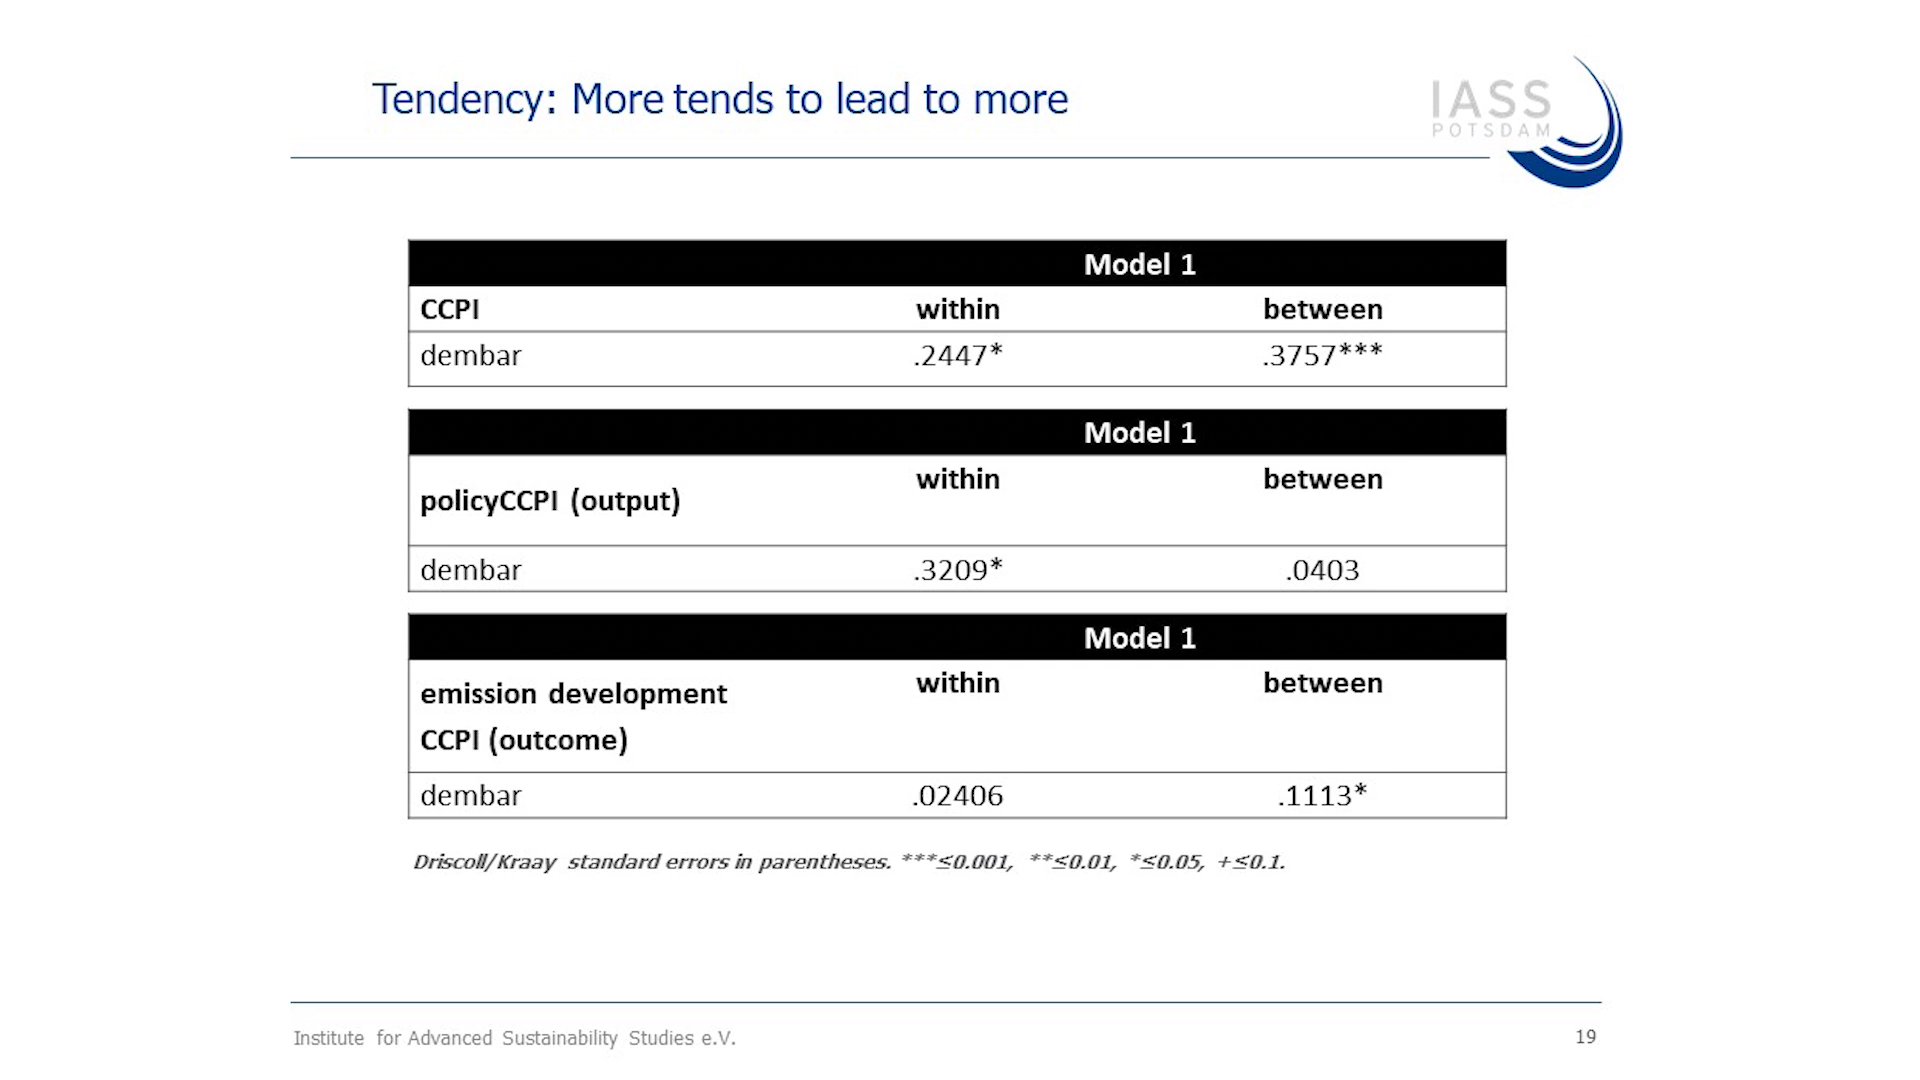 Tendency: More tends to lead to more
IASS
POTSDAM
Model 1
CCPI within between
dembar .2447* .3757***
Model 1
within between
policyCCPI (output)
dembar .3209* .0403
Model 1
within between
emission development
CCPI (outcome)
dembar .02406 .1113*
Driscoll/Kraay standard errors in parentheses. ***≤0.001, **≤0.01, *≤0.05, +≤0.1.
Institute for Advanced Sustainability Studies e.V. 19